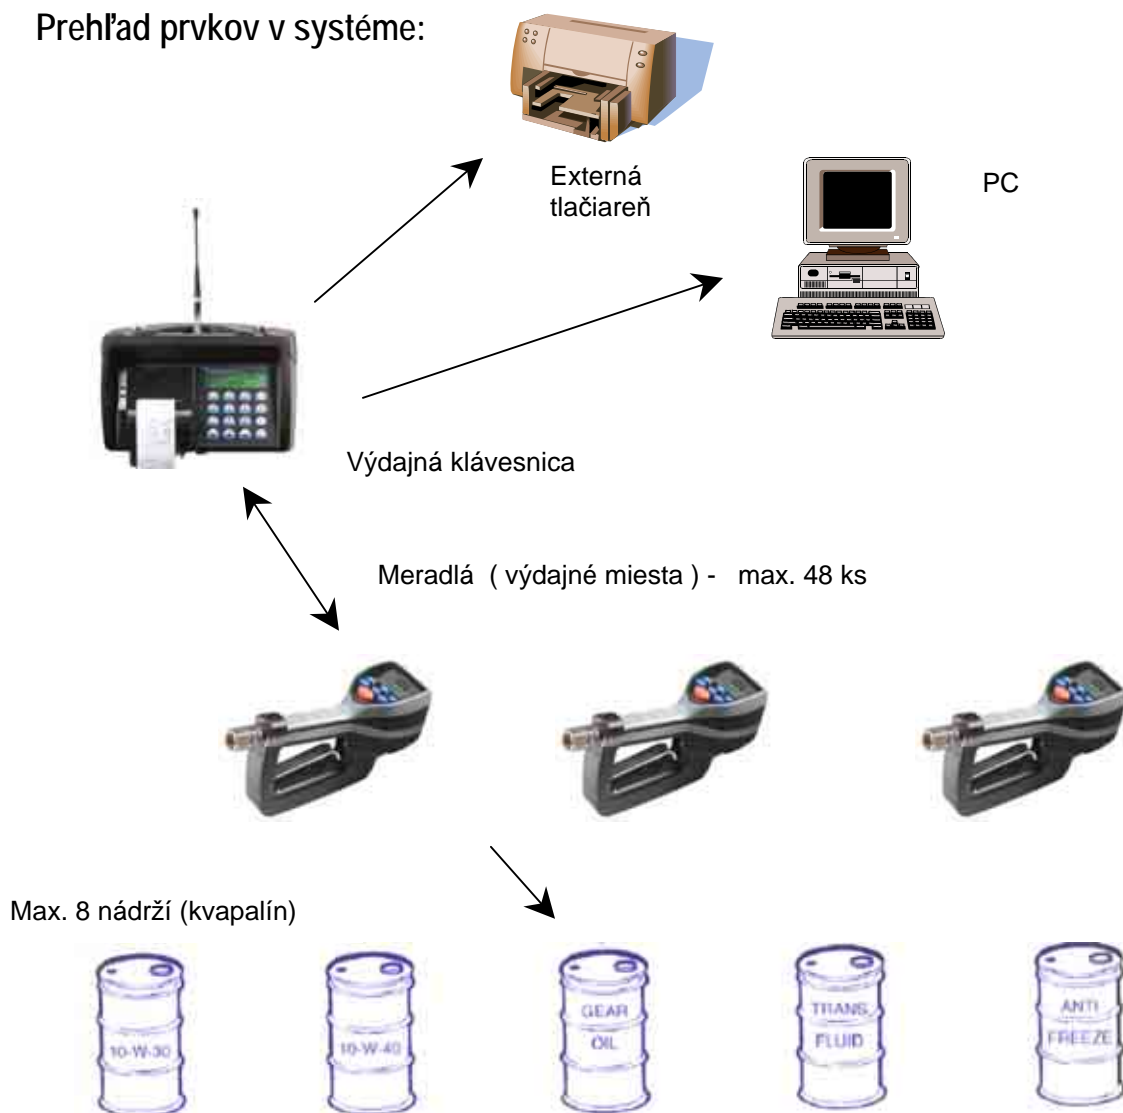 Prehľad prvkov v systéme:
Externá
tlačiareň
PC
Výdajná klávesnica
Meradlá  ( výdajné miesta ) -   max. 48 ks
Max. 8 nádrží (kvapalín)
10-W-30
10-W-40
GEAR
OIL
TRANS
FLUID
ANTI
FREEZE